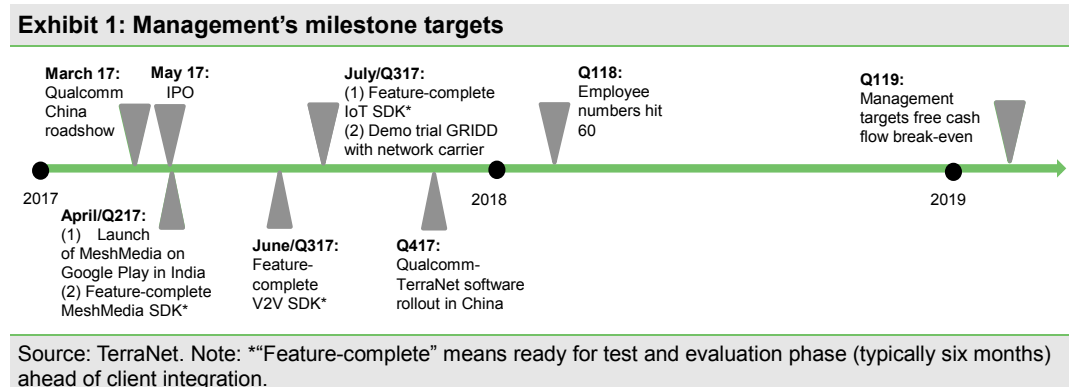 Exhibit 1: Management's milestone targets
March 17:
Qualcomm
China
roadshow
May 17:
IPO
July/Q317:
(1) Feature-complete
IoT SDK*
(2) Demo trial GRIDD
with network carrier
Q118:
Employee
numbers hit
60
Q119:
Management
targets free cash
flow break-even
2017
2018
2019
April/Q217:
(1) Launch
of MeshMedia on
Google Play in India
(2) Feature-complete
MeshMedia SDK*
June/Q317:
Feature-
complete
V2V SDK*
Q417:
Qualcomm-
TerraNet software
rollout in China
Source: TerraNet. Note: *“Feature-complete” means ready for test and evaluation phase (typically six months)
ahead of client integration.